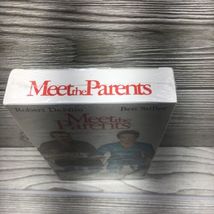 Meet the Parents
Robert De Niro Ben Stiller
Meet the
Parents